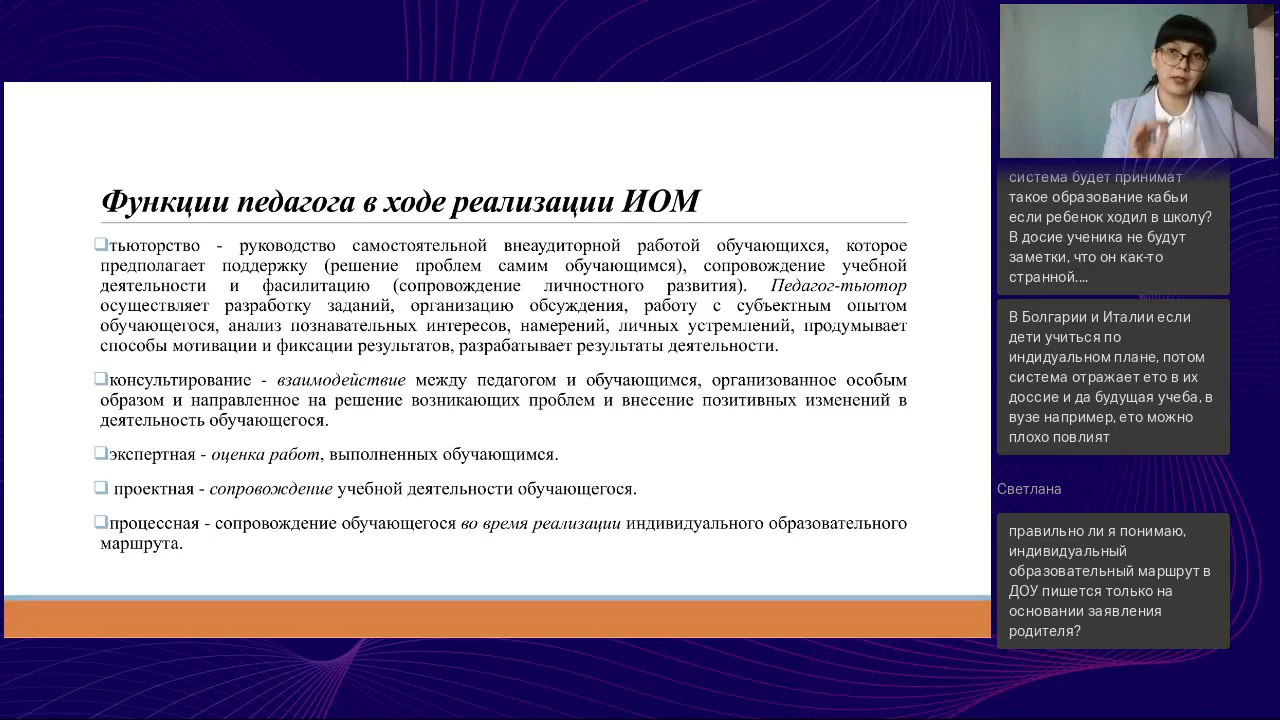 Функции педагога в ходе реализации ИОМ
тьюторство - руководство самостоятельной внеаудиторной работой обучающихся, которое
предполагает поддержку (решение проблем самим обучающимся), сопровождение учебной
деятельности и фасилитацию (сопровождение личностного развития). Педагог-тьютор
осуществляет разработку заданий, организацию обсуждения, работу с субъектным опытом
обучающегося, анализ познавательных интересов, намерений, личных устремлений, продумывает
способы мотивации и фиксации результатов, разрабатывает результаты деятельности.
консультирование - взаимодействие между педагогом и обучающимся, организованное особым
образом и направленное на решение возникающих проблем и внесение позитивных изменений в
деятельность обучающегося.
экспертная - оценка работ, выполненных обучающимся.
проектная - сопровождение учебной деятельности обучающегося.
процессная - сопровождение обучающегося во время реализации индивидуального образовательного
маршрута.
система будет принимат
такое образование кабьи
если ребенок ходил в школу?
В досие ученика не будут
заметки, что он как-то
странной....
В Болгарии и Италии если
дети учиться по
индидуальном плане, потом
система отражает ето в их
доссие и да будущая учеба, в
вузе например, ето можно
плохо повлият
Светлана
правильно ли я понимаю,
индивидуальный
образовательный маршрут в
ДОУ пишется только на
основании заявления
родителя?